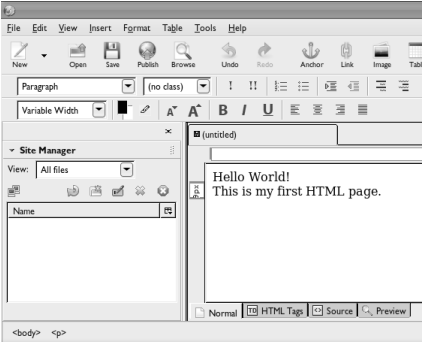 File Edit View Insert Format Table Tools Help
New Open Save Publish Browse Undo Redo Anchor Link Image Tabl
Paragraph (no class) ! !!
Variable Width A A B I U
(untitled)
Site Manager
View: All files
Name
Hello World!
This is my first HTML page.
Normal TD HTML Tags Source Preview
<body> <p>